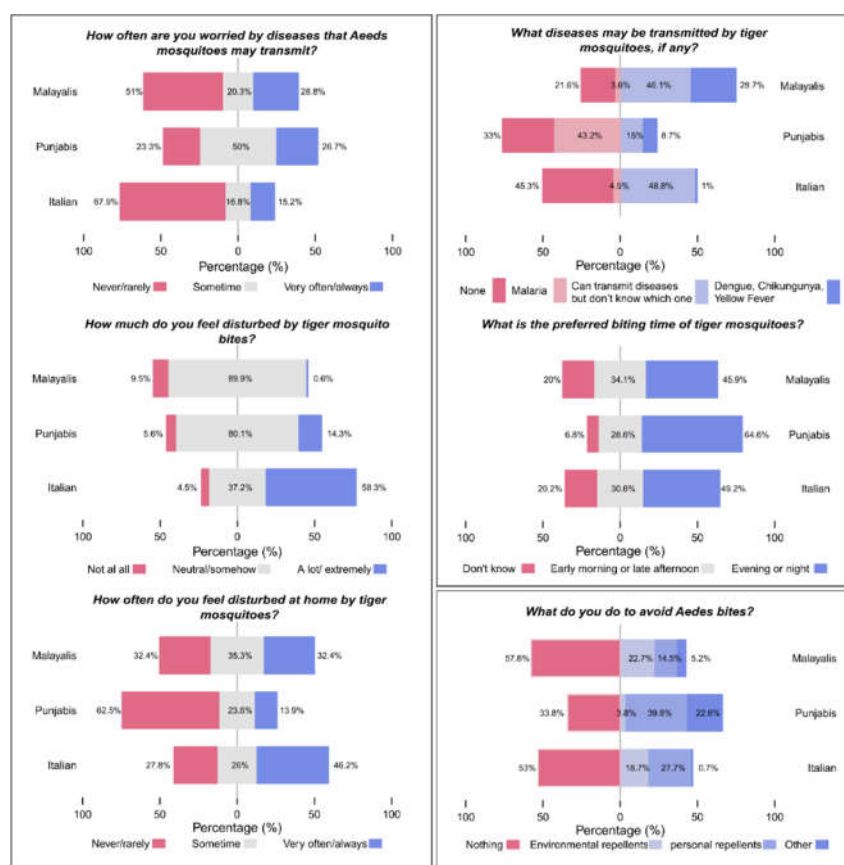 How often are you worried by diseases that Aeeds
mosquitoes may transmit?
Malayalis
51%
20.3%
28.8%
Punjabis
23.3%
50%
26.7%
Italian
67.9%
16.8%
15.2%
100
50
0
50
100
Percentage (%)
Never/rarely
Sometime
Very often/always
How much do you feel disturbed by tiger mosquito
bites?
Malayalis
9.5%
89.9%
0.6%
Punjabis
5.6%
80.1%
14.3%
Italian
4.5%
37.2%
58.3%
100
50
0
50
100
Percentage (%)
Not al all
Neutral/somehow
A lot/ extremely
How often do you feel disturbed at home by tiger
mosquitoes?
Malayalis
32.4%
35.3%
32.4%
Punjabis
62.5%
23.6%
13.9%
Italian
27.8%
26%
46.2%
100
50
0
50
100
Percentage (%)
Never/rarely
Sometime
Very often/always
What diseases may be transmitted by tiger
mosquitoes, if any?
21.6%
3.6%
46.1%
28.7%
Malayalis
33%
43.2%
15%
8.7%
Punjabis
45.3%
4.9%
48.8%
1%
Italian
100
50
0
50
100
Percentage (%)
None
Malaria
Can transmit diseases
but don't know which one
Dengue, Chikungunya,
Yellow Fever
What is the preferred biting time of tiger mosquitoes?
20%
34.1%
45.9%
Malayalis
6.8%
28.6%
64.6%
Punjabis
20.2%
30.6%
49.2%
Italian
100
50
0
50
100
Percentage (%)
Don't know
Early morning or late afternoon
Evening or night
What do you do to avoid Aedes bites?
57.6%
22.7%
14.5%
5.2%
Malayalis
33.8%
3.8%
39.8%
22.6%
Punjabis
53%
18.7%
27.7%
0.7%
Italian
100
50
0
50
100
Percentage (%)
Nothing
Environmental repellents
personal repellents
Other